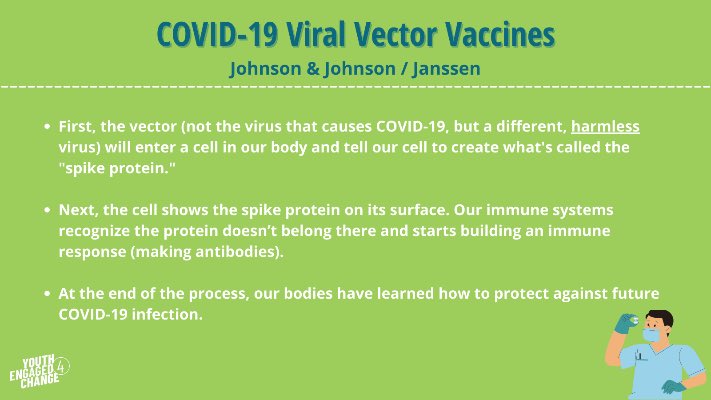 COVID-19 Viral Vector Vaccines
Johnson & Johnson / Janssen
• First, the vector (not the virus that causes COVID-19, but a different, harmless
virus) will enter a cell in our body and tell our cell to create what's called the
"spike protein."
• Next, the cell shows the spike protein on its surface. Our immune systems
recognize the protein doesn't belong there and starts building an immune
response (making antibodies).
• At the end of the process, our bodies have learned how to protect against future
COVID-19 infection.
YOUTH
ENGAGED 4
CHANGE